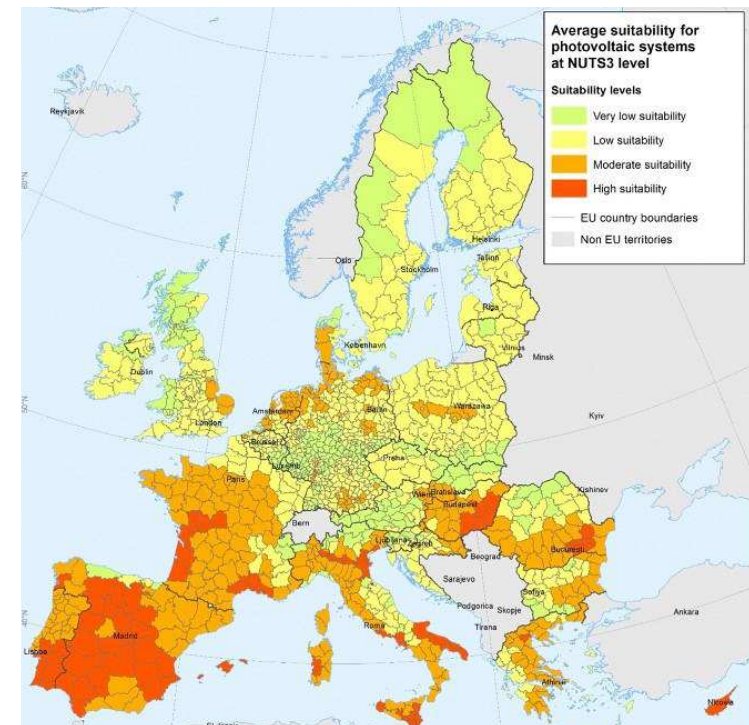 Average suitability for
photovoltaic systems
at NUTS3 level
Suitability levels
Very low suitability
Low suitability
Moderate suitability
High suitability
EU country boundaries
Non EU territories
Reykjavik
60°N
Oslo
Helsinki
Tallinn
Stockholm
Riga
København
Vilnius
Minsk
Dublin
50°N
London
Amsterdam
Berlin
Warszawa
Brussel
Kyiv
Praha
Paris
Wien
Bratislava
Kishinev
Budapest
Bern
Ljubljana
Zagreb
Bucuresti
Beograd
Sarajevo
Sofiya
Podgorica
Skopje
Roma
Tirana
Ankara
40°N
Madrid
Lisboa